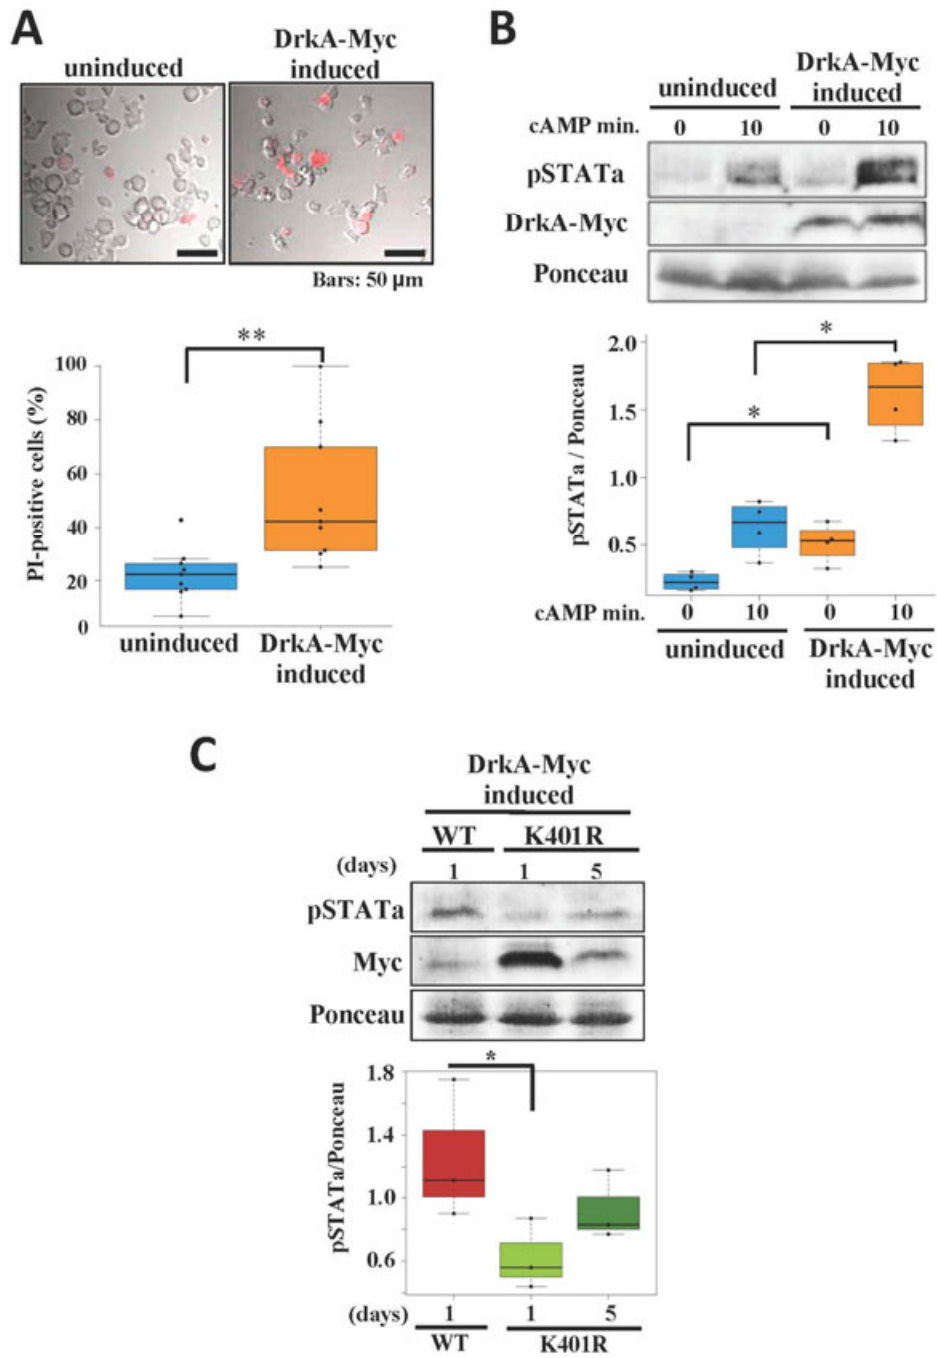 A
uninduced
DrkA-Myc
induced
Bars: 50 μm
PI-positive cells (%)
100
80
60
40
20
0
**
uninduced
DrkA-Myc
induced
B
uninduced
DrkA-Myc
induced
cAMP min.
0 10 0 10
pSTATa
DrkA-Myc
Ponceau
pSTATa / Ponceau
2.0
1.5
1.0
0.5
*
*
cAMP min.
0 10 0 10
uninduced
DrkA-Myc
induced
C
DrkA-Myc
induced
WT K401R
(days) 1 1 5
pSTATa
Myc
Ponceau
pSTATa/Ponceau
1.8
1.4
1.0
0.6
*
(days) 1 1 5
WT K401R